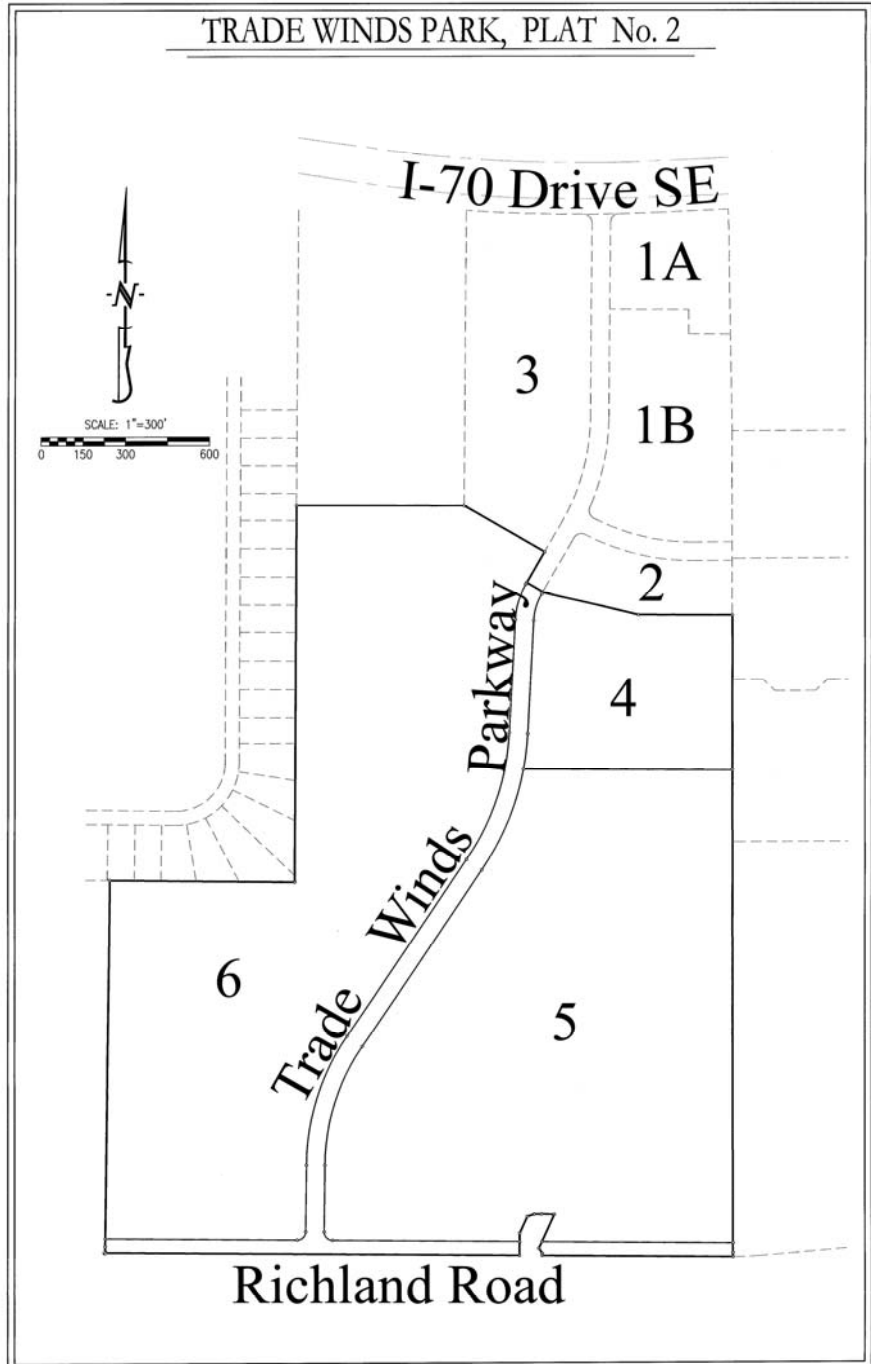 TRADE WINDS PARK, PLAT No. 2
I-70 Drive SE
1A
N
3
1B
SCALE: 1"=300'
0 150 300 600
2
4
Trade Winds Parkway
6
5
Richland Road